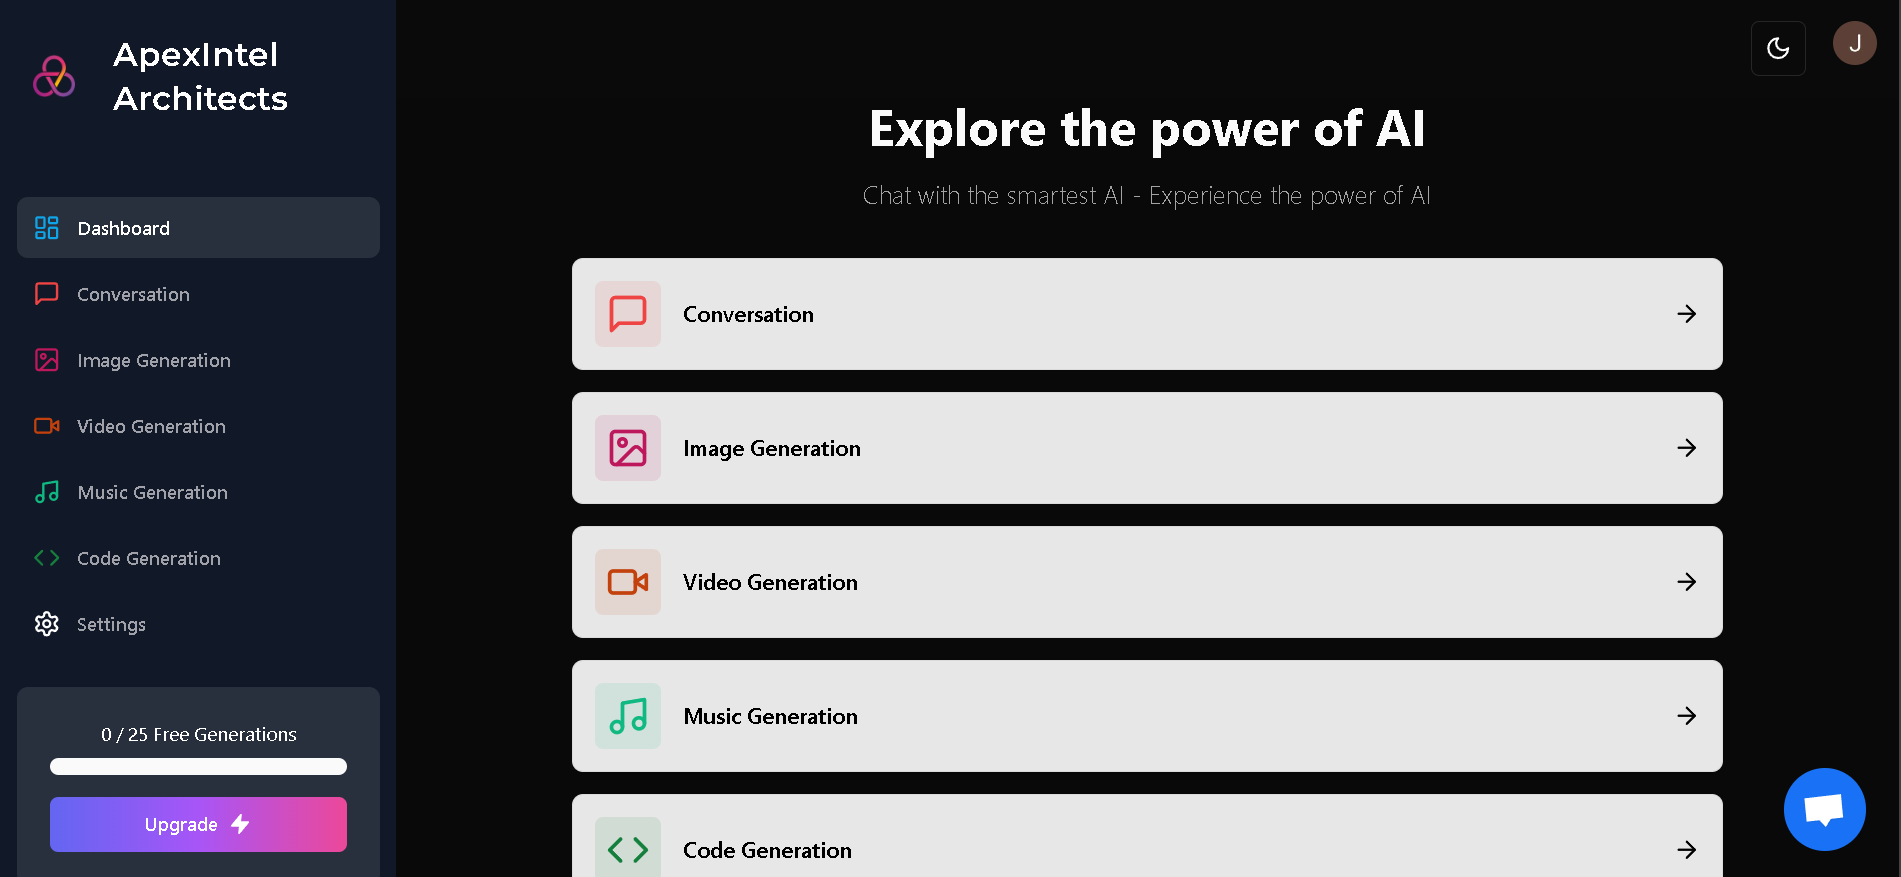 ApexIntel
Architects
Dashboard
Conversation
Image Generation
Video Generation
Music Generation
Code Generation
Settings
0 / 25 Free Generations
Upgrade
J
Explore the power of AI
Chat with the smartest AI - Experience the power of AI
Conversation
Image Generation
Video Generation
Music Generation
Code Generation